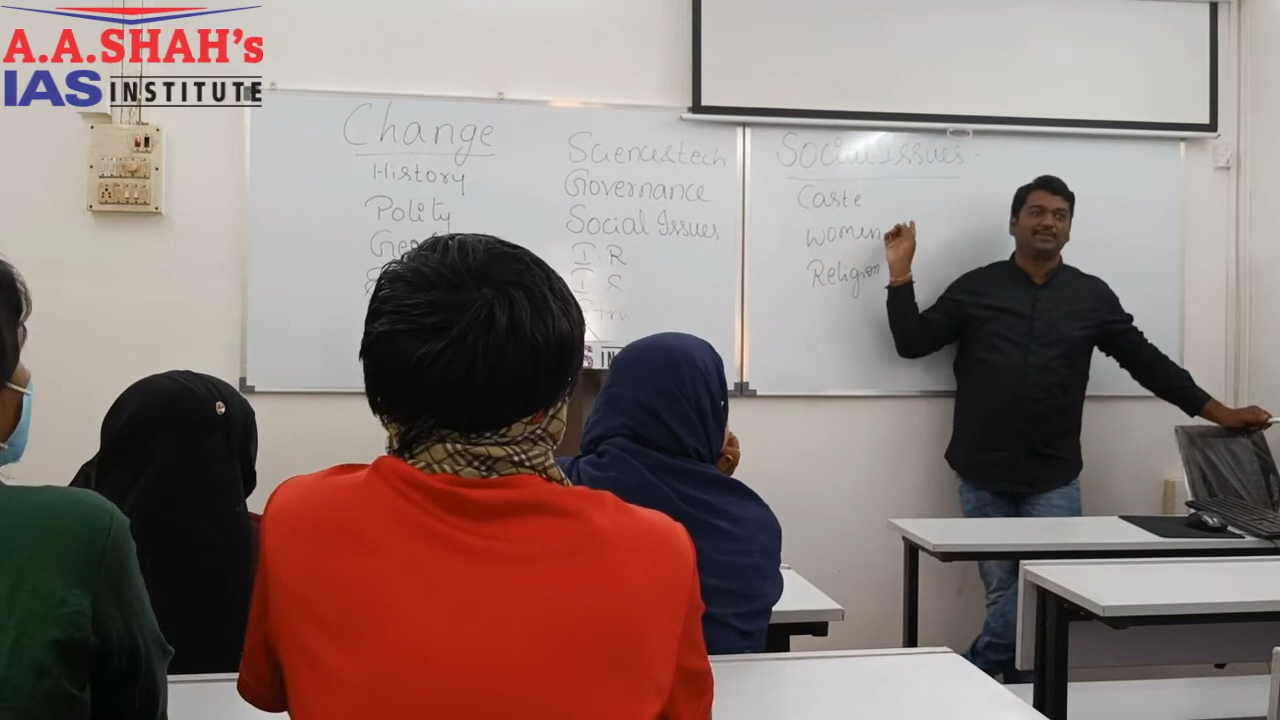 A.A.SHAH's
IAS INSTITUTE
Change
History
Polity
Science&tech
Governance
Social Issues
I.R
Social Issues -
Caste
Women
Religion